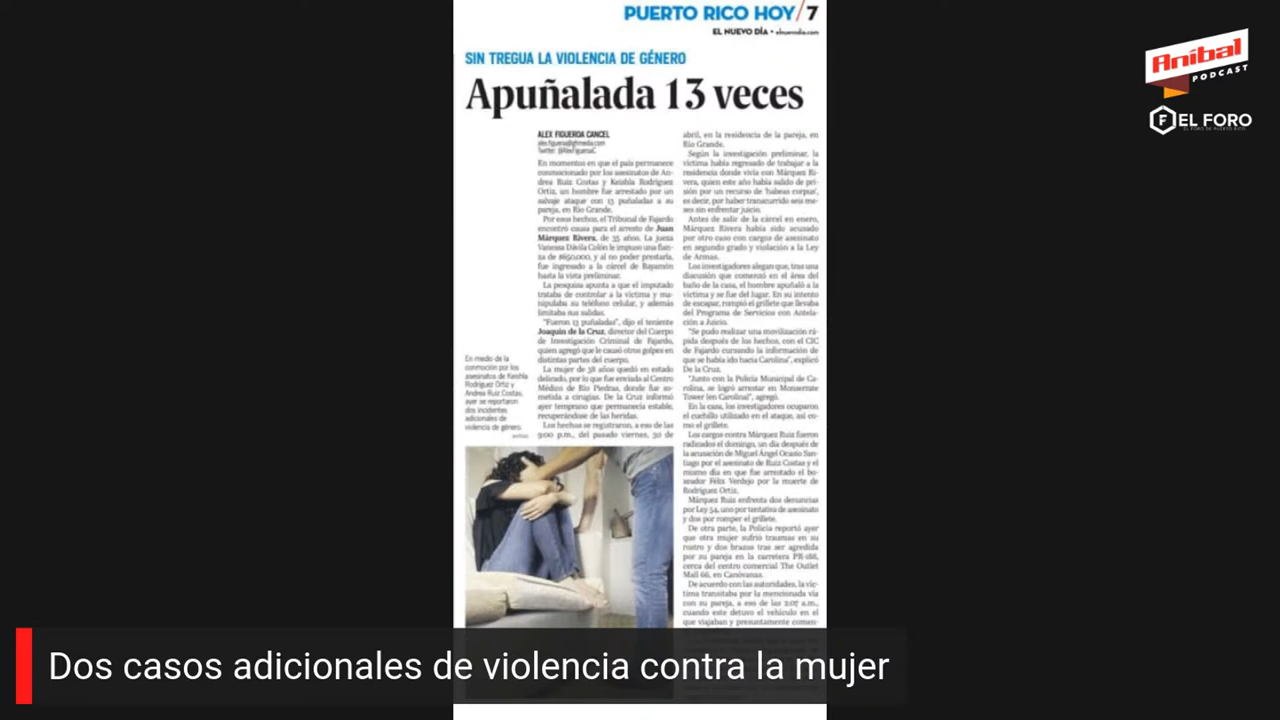 PUERTO RICO HOY/7
EL NUEVO DÍA • elnuevodia.com
Aníbal
PODCAST
EL FORO
EL FORO DE PUERTO RICO
SIN TREGUA LA VIOLENCIA DE GÉNERO
Apuñalada 13 veces
ALEX FIGUEROA CANCEL
alex.figueroa@gfrmedia.com
Twitter: @AlexFigueroaC
En momentos en que el país permanece
conmocionado por los asesinatos de An-
drea Ruiz Costas y Keishla Rodríguez
Ortiz, un hombre fue arrestado por un
salvaje ataque con 13 puñaladas a su
pareja, en Río Grande.
Por esos hechos, el Tribunal de Fajardo
encontró causa para el arresto de Juan
Márquez Rivera, de 35 años. La jueza
Vanessa Dávila Colón le impuso una fian-
za de $650,000, y al no poder prestarla,
fue ingresado a la cárcel de Bayamón
hasta la vista preliminar.
La pesquisa apunta a que el imputado
trataba de controlar a la víctima y ma-
nipulaba su teléfono celular, y además
limitaba sus salidas.
"Fueron 13 puñaladas", dijo el teniente
Joaquín de la Cruz, director del Cuerpo
de Investigación Criminal de Fajardo,
quien agregó que le causó otros golpes en
distintas partes del cuerpo.
La mujer de 38 años quedó en estado
delicado, por lo que fue enviada al Centro
Médico de Río Piedras, donde fue so-
metida a cirugías. De la Cruz informó
ayer temprano que permanecía estable,
recuperándose de las heridas.
Los hechos se registraron, a eso de las
9:00 p.m., del pasado viernes, 30 de
En medio de la
conmoción por los
asesinatos de Keishla
Rodríguez Ortiz y
Andrea Ruiz Costas,
ayer se reportaron
dos incidentes
adicionales de
violencia de género.
abril, en la residencia de la pareja, en
Río Grande.
Según la investigación preliminar, la
víctima había regresado de trabajar a la
residencia donde vivía con Márquez Ri-
vera, quien este año había salido de pri-
sión por un recurso de 'habeas corpus',
es decir, por haber transcurrido seis me-
ses sin enfrentar juicio.
Antes de salir de la cárcel en enero,
Márquez Rivera había sido acusado
por otro caso con cargos de asesinato
en segundo grado y violación a la Ley
de Armas.
Los investigadores alegan que, tras una
discusión que comenzó en el área del
baño de la casa, el hombre apuñaló a la
víctima y se fue del lugar. En su intento
de escapar, rompió el grillete que llevaba
del Programa de Servicios con Antela-
ción a Juicio.
"Se pudo realizar una movilización rá-
pida después de los hechos, con el CIC
de Fajardo cursando la información de
que se había ido hacia Carolina", explicó
De la Cruz.
"Junto con la Policía Municipal de Ca-
rolina, se logró arrestar en Monserrate
Tower (en Carolina)", agregó.
En la casa, los investigadores ocuparon
el cuchillo utilizado en el ataque, así co-
mo el grillete.
Los cargos contra Márquez Ruiz fueron
radicados el domingo, un día después de
la acusación de Miguel Ángel Ocasio San-
tiago por el asesinato de Ruiz Costas y el
mismo día en que fue arrestado el bo-
xeador Félix Verdejo por la muerte de
Rodríguez Ortiz.
Márquez Ruiz enfrenta dos denuncias
por Ley 54, uno por tentativa de asesinato
y dos por romper el grillete.
De otra parte, la Policía reportó ayer
que otra mujer sufrió traumas en su
rostro y dos brazos tras ser agredida
por su pareja en la carretera PR-188,
cerca del centro comercial The Outlet
Mall 66, en Canóvanas.
De acuerdo con las autoridades, la víc-
tima transitaba por la mencionada vía
con su pareja, a eso de las 2:07 a.m.,
cuando este detuvo el vehículo en el
que viajaban y presuntamente comen-
Dos casos adicionales de violencia contra la mujer